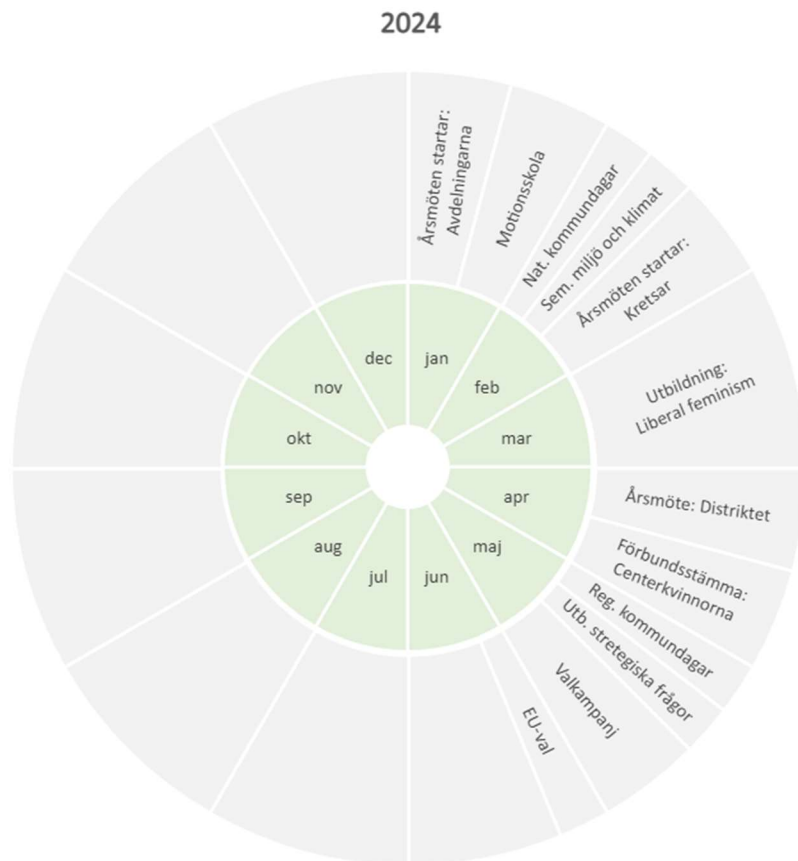 2024
Årsmöten startar:
Avdelningarna
Motionsskola
Nat. kommundagar
Sem. miljö och klimat
Årsmöten startar:
Kretsar
Utbildning:
Liberal feminism
Årsmöte: Distriktet
Förbundsstämma:
Centerkvinnorna
Reg. kommundagar
Utb. stretegiska frågor
Valkampanj
EU-val
jan
feb
mar
apr
maj
jun
jul
aug
sep
okt
nov
dec